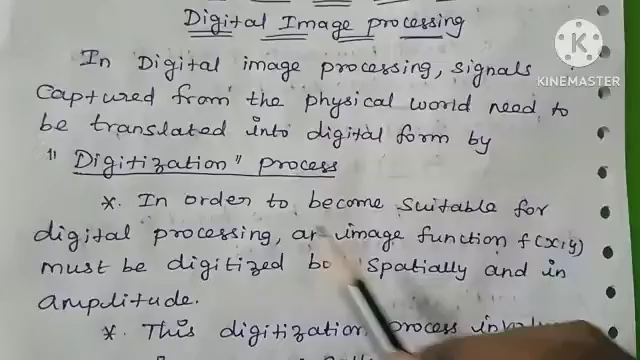 Digital Image processing
In Digital image processing, signals
Captured from the physical world need to
be translated into digital form by
"Digitization" process
*. In order to become suitable for
digital processing, an image function f(x,y)
must be digitized bo spatially and in
amplitude.
*. This digitization process
KINEMASTER